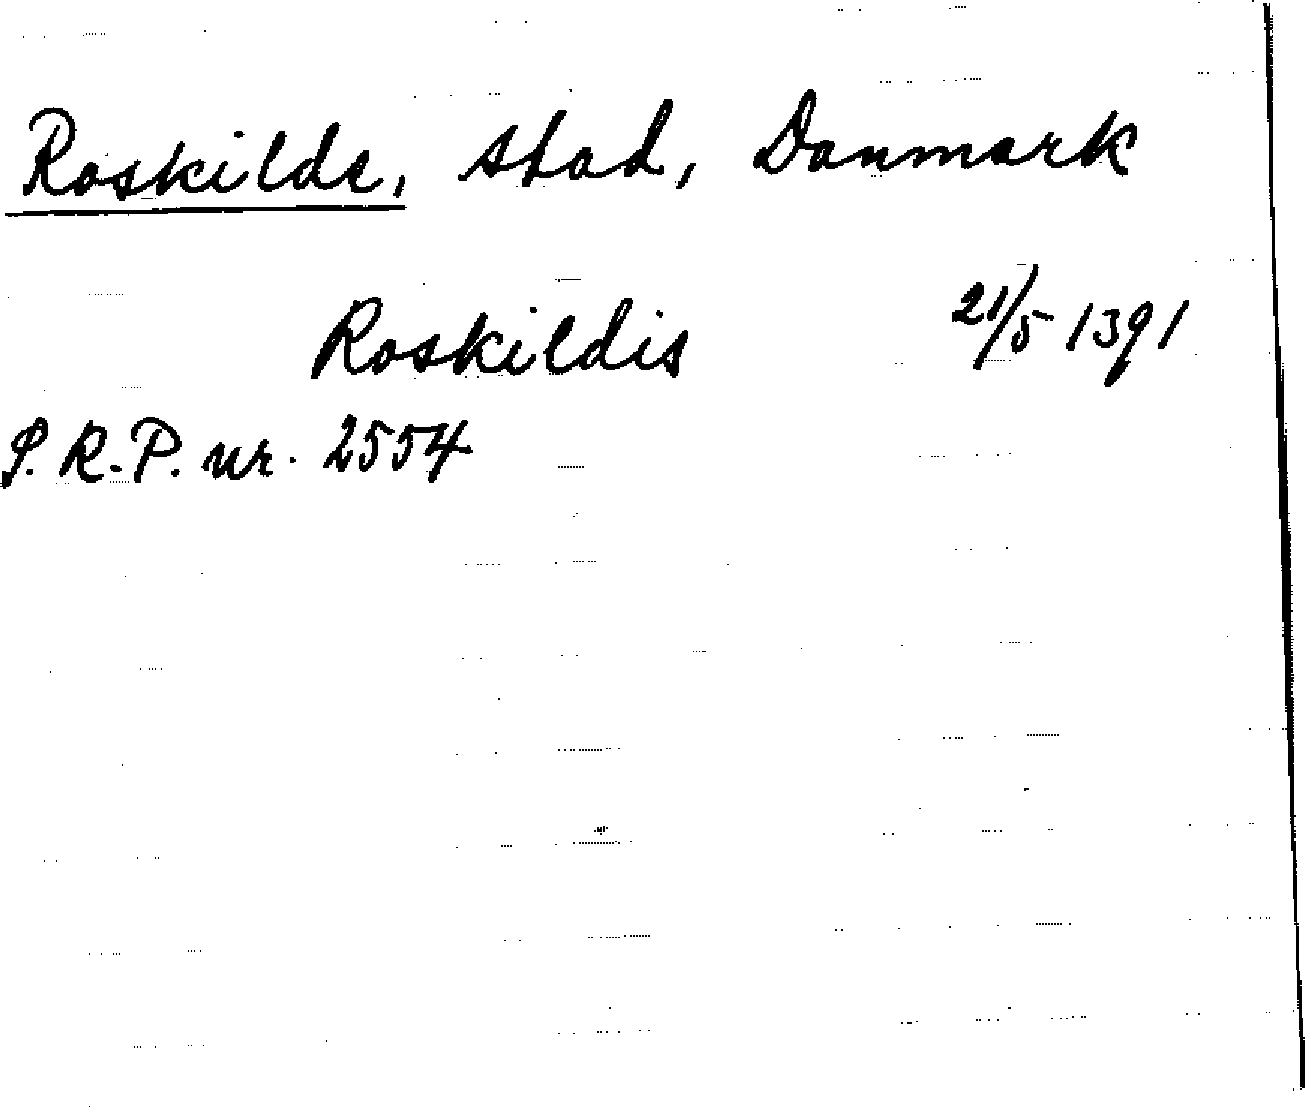 Roskilde, stad, Danmark
Roskildis 21/5 1391
S.R.P. nr. 2554